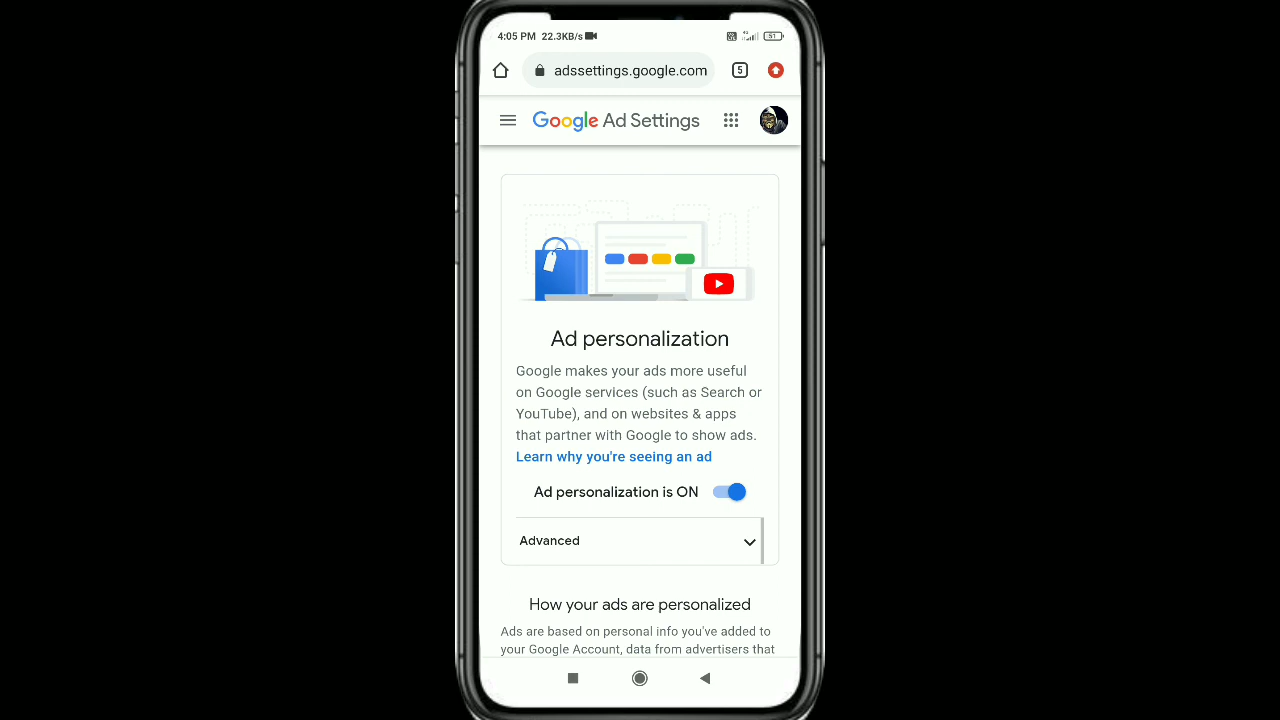 4:05 PM 22.3KB/s 4G 51
adssettings.google.com 5
Google Ad Settings
Ad personalization
Google makes your ads more useful
on Google services (such as Search or
YouTube), and on websites & apps
that partner with Google to show ads.
Learn why you're seeing an ad
Ad personalization is ON
Advanced
How your ads are personalized
Ads are based on personal info you've added to
your Google Account, data from advertisers that